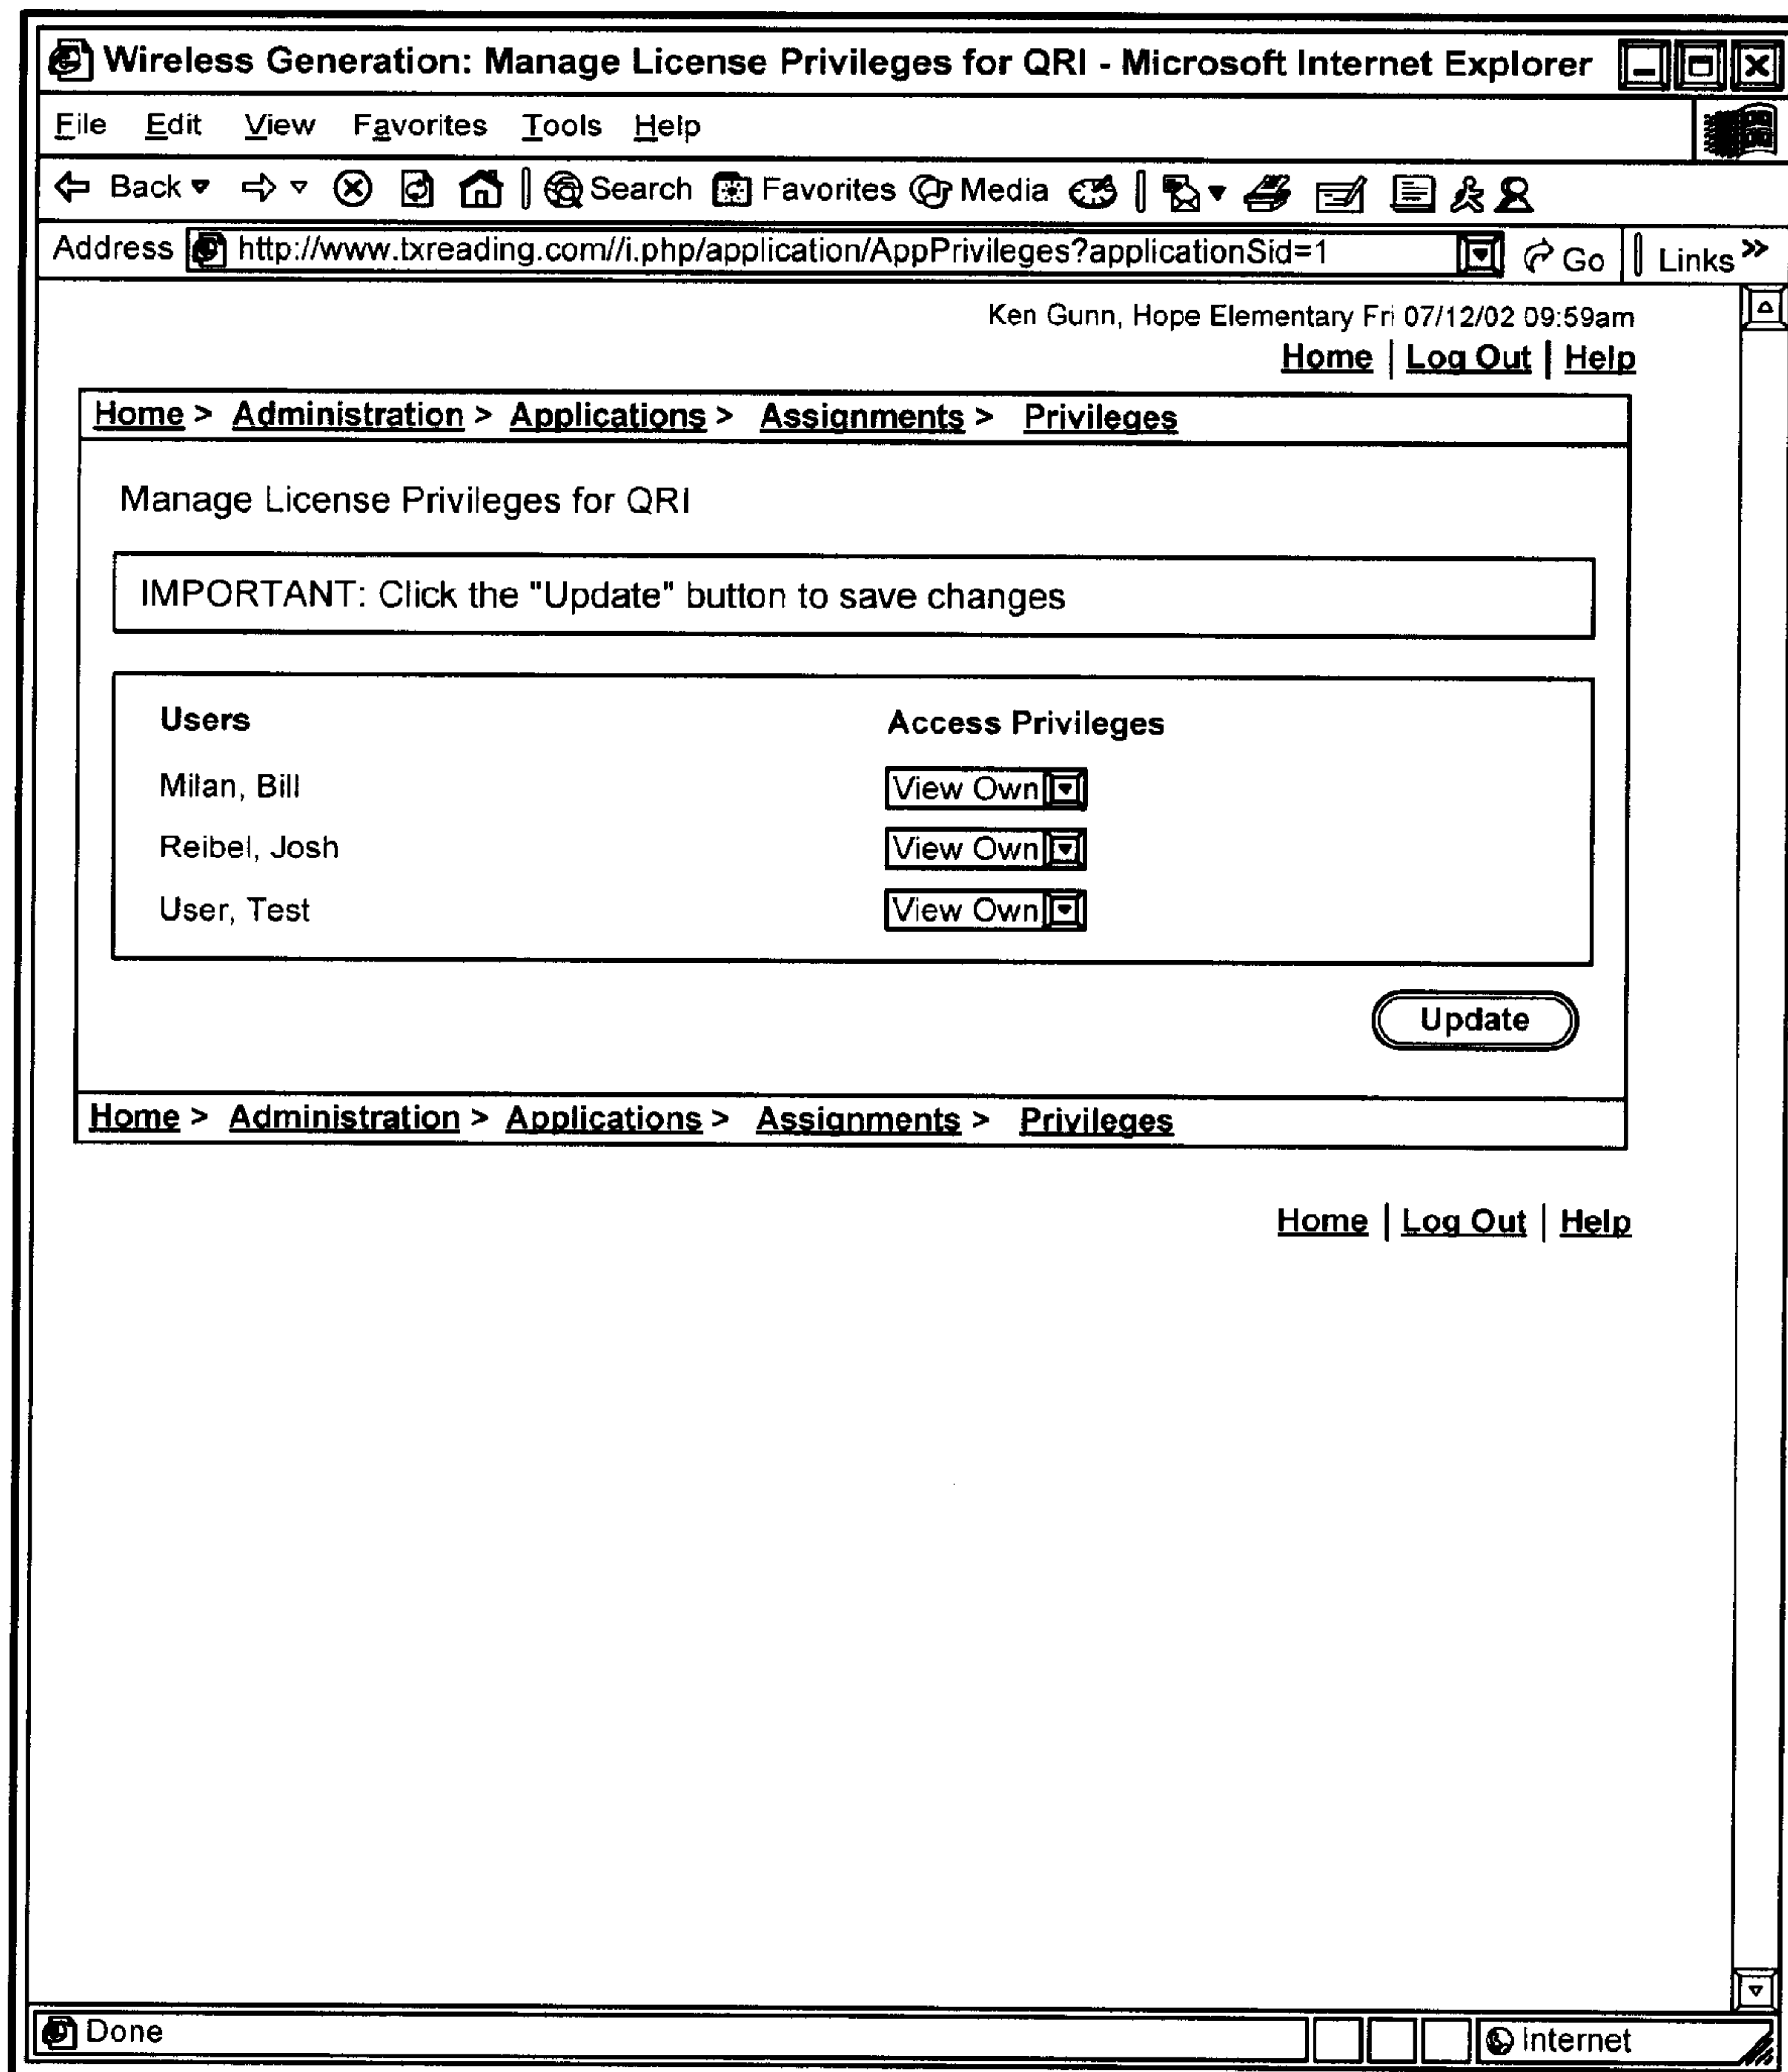 Wireless Generation: Manage License Privileges for QRI - Microsoft Internet Explorer
File Edit View Favorites Tools Help
Back Search Favorites Media
Address http://www.txreading.com//i.php/application/AppPrivileges?applicationSid=1 Go Links »
Ken Gunn, Hope Elementary Fri 07/12/02 09:59am
Home | Log Out | Help
Home > Administration > Applications > Assignments > Privileges
Manage License Privileges for QRI
IMPORTANT: Click the "Update" button to save changes
Users Access Privileges
Milan, Bill View Own
Reibel, Josh View Own
User, Test View Own
Update
Home > Administration > Applications > Assignments > Privileges
Home | Log Out | Help
Done Internet